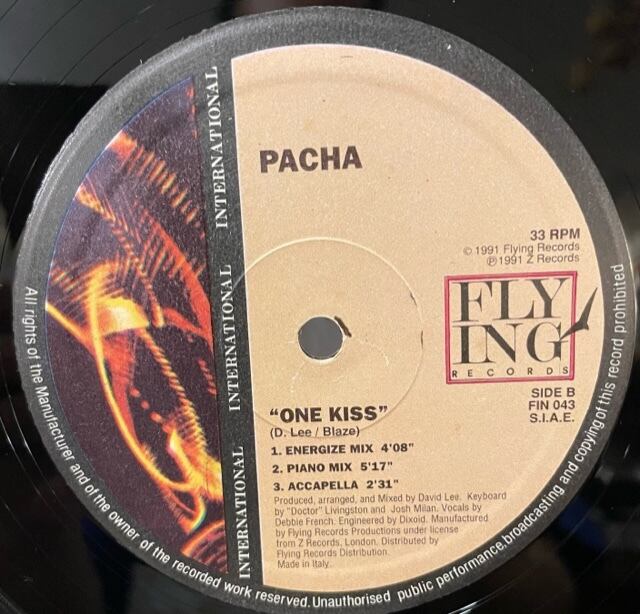 PACHA
33 RPM
© 1991 Flying Records
℗ 1991 Z Records
FLY
ING
RECORDS
SIDE B
FIN 043
S.I.A.E.
"ONE KISS"
(D. Lee / Blaze)
1. ENERGIZE MIX 4'08"
2. PIANO MIX 5'17"
3. ACCAPELLA 2'31"
Produced, arranged, and Mixed by David Lee. Keyboard
by "Doctor" Livingston and Josh Milan. Vocals by
Debbie French. Engineered by Dixoid. Manufactured
by Flying Records Productions under license
from Z Records, London. Distributed by
Flying Records Distribution.
Made in Italy.
INTERNATIONAL
INTERNATIONAL
INTERNATIONAL
All rights of the Manufacturer and of the owner of the recorded work reserved. Unauthorised public performance, broadcasting and copying of this record prohibited